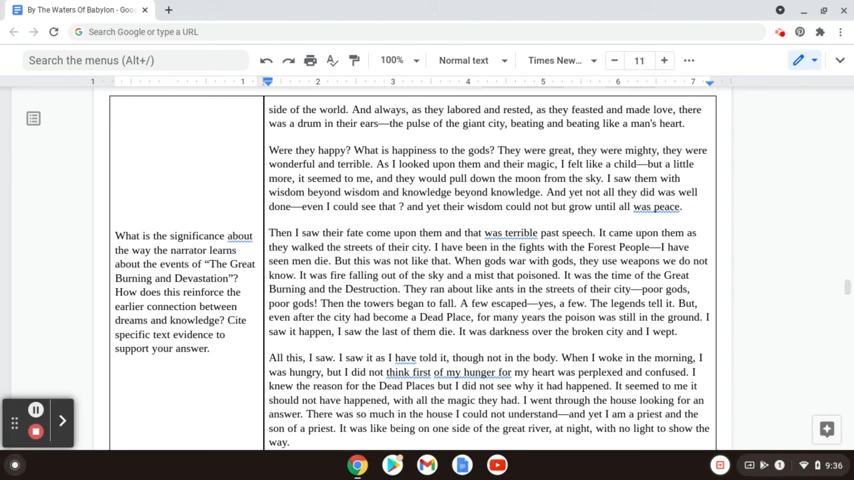 By The Waters Of Babylon - Goo
Search Google or type a URL
Search the menus (Alt+/)
100%
Normal text
Times New...
11
1 1 2 3 4 5 6 7
side of the world. And always, as they labored and rested, as they feasted and made love, there
was a drum in their ears—the pulse of the giant city, beating and beating like a man's heart.
Were they happy? What is happiness to the gods? They were great, they were mighty, they were
wonderful and terrible. As I looked upon them and their magic, I felt like a child—but a little
more, it seemed to me, and they would pull down the moon from the sky. I saw them with
wisdom beyond wisdom and knowledge beyond knowledge. And yet not all they did was well
done—even I could see that ? and yet their wisdom could not but grow until all was peace.
What is the significance about
the way the narrator learns
about the events of “The Great
Burning and Devastation”?
How does this reinforce the
earlier connection between
dreams and knowledge? Cite
specific text evidence to
support your answer.
Then I saw their fate come upon them and that was terrible past speech. It came upon them as
they walked the streets of their city. I have been in the fights with the Forest People—I have
seen men die. But this was not like that. When gods war with gods, they use weapons we do not
know. It was fire falling out of the sky and a mist that poisoned. It was the time of the Great
Burning and the Destruction. They ran about like ants in the streets of their city—poor gods,
poor gods! Then the towers began to fall. A few escaped—yes, a few. The legends tell it. But,
even after the city had become a Dead Place, for many years the poison was still in the ground. I
saw it happen, I saw the last of them die. It was darkness over the broken city and I wept.
All this, I saw. I saw it as I have told it, though not in the body. When I woke in the morning, I
was hungry, but I did not think first of my hunger for my heart was perplexed and confused. I
knew the reason for the Dead Places but I did not see why it had happened. It seemed to me it
should not have happened, with all the magic they had. I went through the house looking for an
answer. There was so much in the house I could not understand—and yet I am a priest and the
son of a priest. It was like being on one side of the great river, at night, with no light to show the
way.
1
9:36